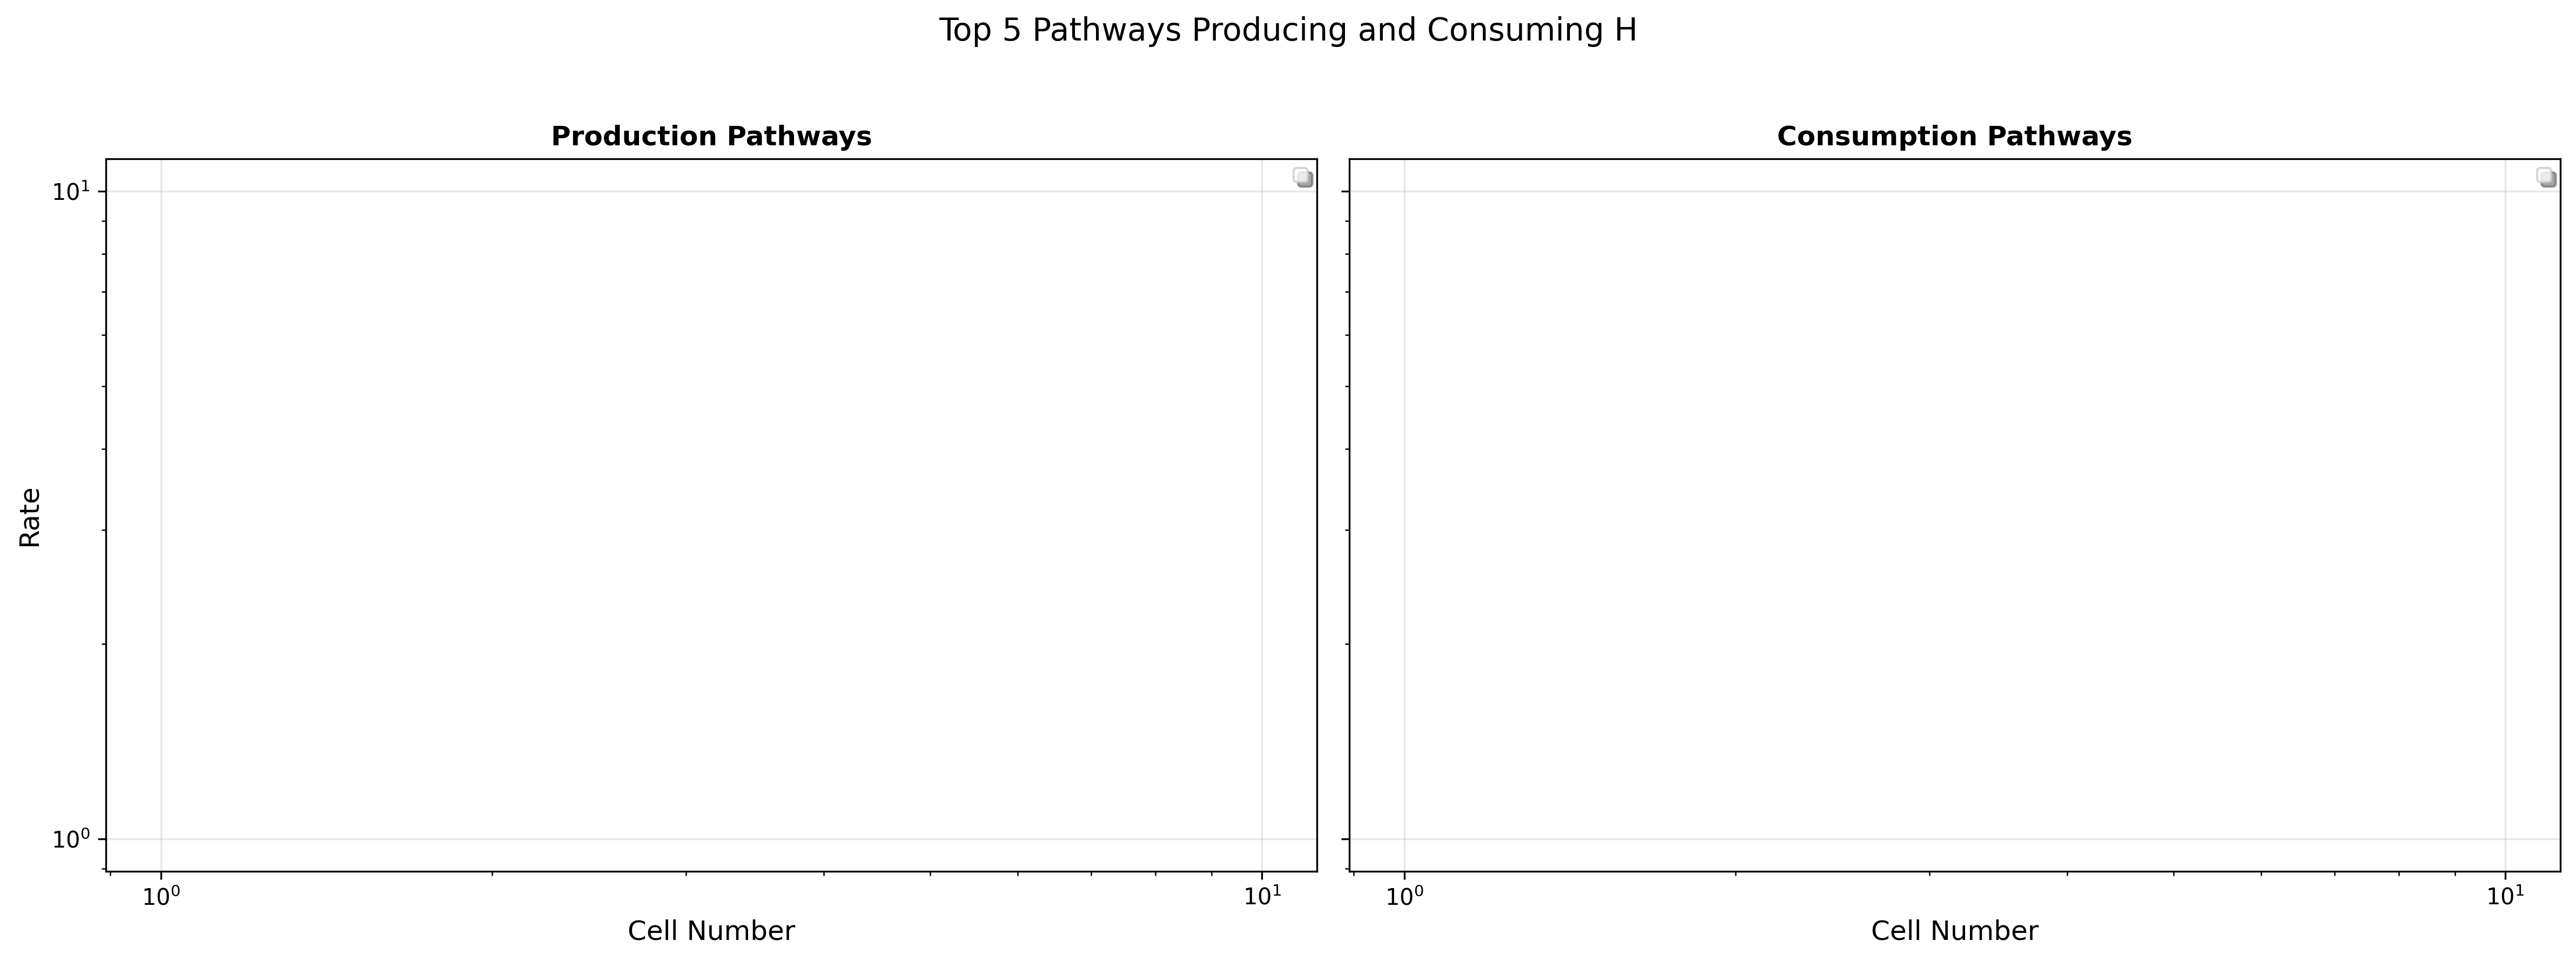 Top 5 Pathways Producing and Consuming H
Production Pathways
Consumption Pathways
10¹
Rate
10⁰
10⁰
10¹
10⁰
10¹
Cell Number
Cell Number